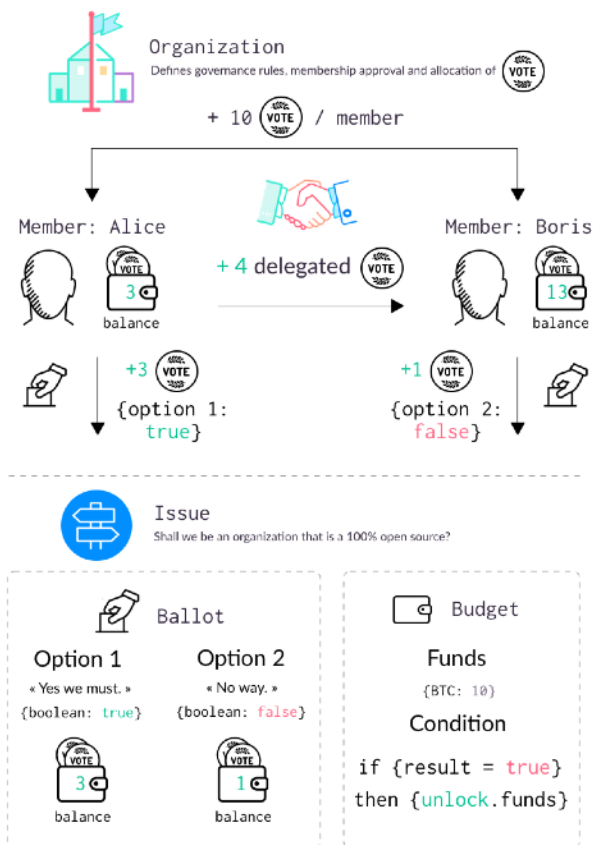 Organization
Defines governance rules, membership approval and allocation of VOTE
+ 10 VOTE / member
Member: Alice
Member: Boris
VOTE
3
balance
+ 4 delegated VOTE
VOTE
13
balance
+3 VOTE
{option 1:
true}
+1 VOTE
{option 2:
false}
Issue
Shall we be an organization that is a 100% open source?
Ballot
Option 1
« Yes we must. »
{boolean: true}
VOTE
3
balance
Option 2
« No way. »
{boolean: false}
VOTE
1
balance
Budget
Funds
{BTC: 10}
Condition
if {result = true}
then {unlock.funds}